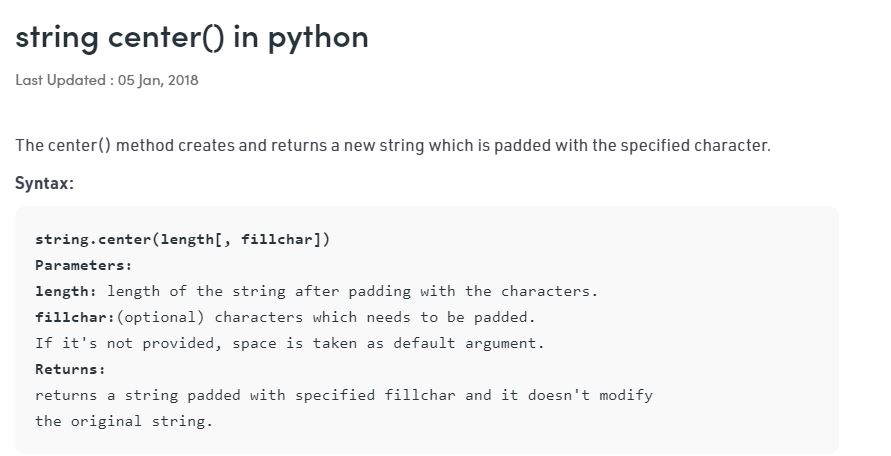 string center() in python
Last Updated : 05 Jan, 2018
The center() method creates and returns a new string which is padded with the specified character.
Syntax:
string.center(length[, fillchar])
Parameters:
length: length of the string after padding with the characters.
fillchar:(optional) characters which needs to be padded.
If it's not provided, space is taken as default argument.
Returns:
returns a string padded with specified fillchar and it doesn't modify
the original string.